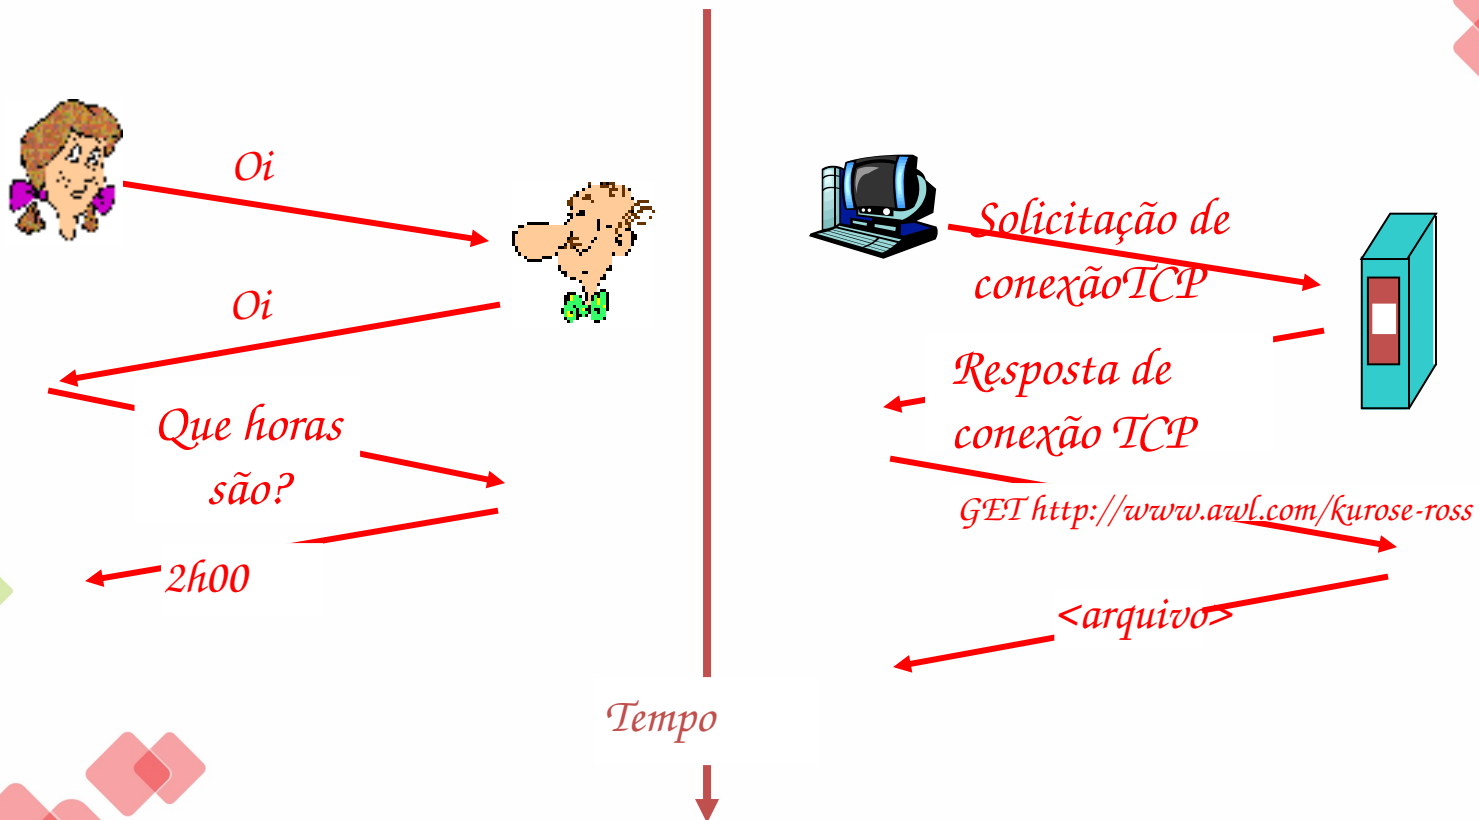 Oi
Oi
Que horas
são?
2h00
Solicitação de
conexãoTCP
Resposta de
conexão TCP
GET http://www.awl.com/kurose-ross
<arquivo>
Tempo